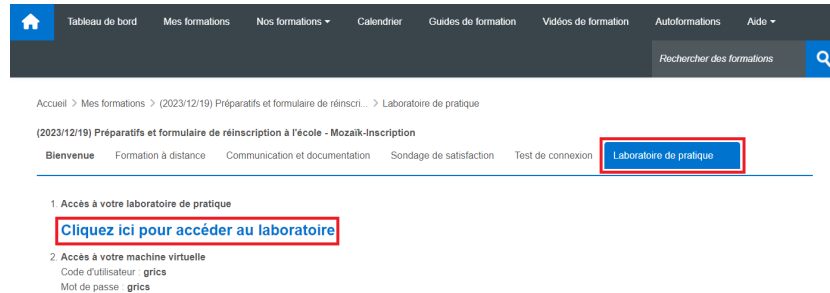 Tableau de bord Mes formations Nos formations Calendrier Guides de formation Vidéos de formation Autoformations Aide
Rechercher des formations
Accueil > Mes formations > (2023/12/19) Préparatifs et formulaire de réinscri... > Laboratoire de pratique
(2023/12/19) Préparatifs et formulaire de réinscription à l'école - Mozaïk-Inscription
Bienvenue Formation à distance Communication et documentation Sondage de satisfaction Test de connexion Laboratoire de pratique
1. Accès à votre laboratoire de pratique
Cliquez ici pour accéder au laboratoire
2. Accès à votre machine virtuelle
Code d'utilisateur : grics
Mot de passe : grics